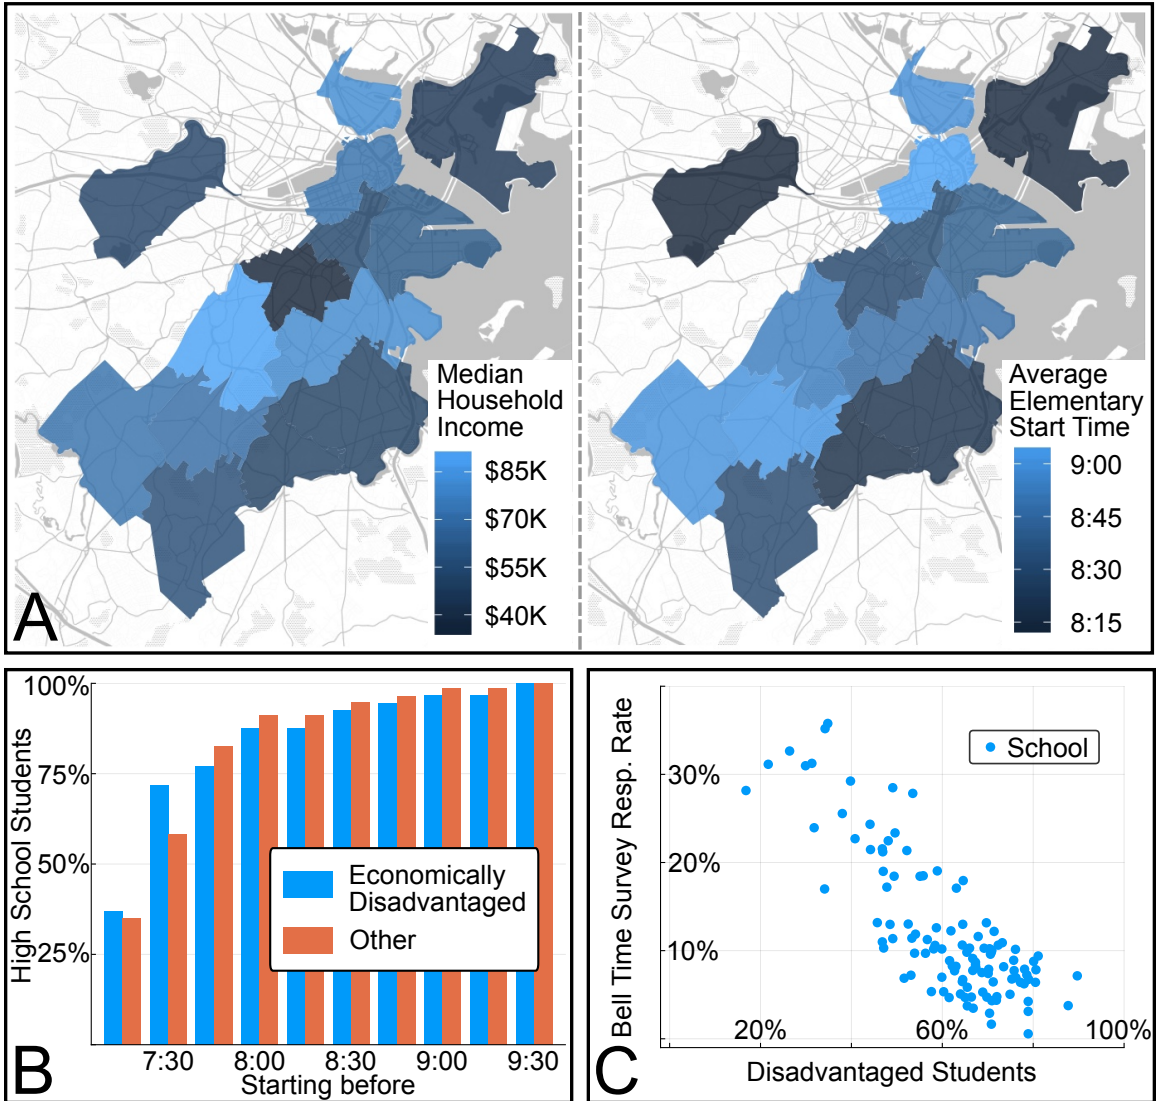 Median
Household
Income
$85K
$70K
$55K
$40K
A
Average
Elementary
Start Time
9:00
8:45
8:30
8:15
High School Students
100%
75%
50%
25%
Economically
Disadvantaged
Other
7:30
8:00
8:30
9:00
9:30
Starting before
B
Bell Time Survey Resp. Rate
30%
20%
10%
School
20%
60%
100%
Disadvantaged Students
C